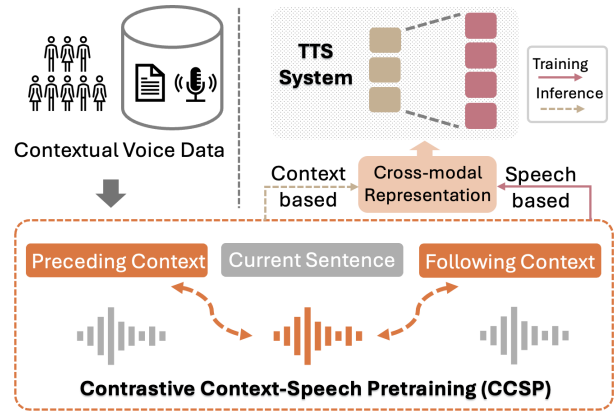 TTS
System
Training
Inference
Contextual Voice Data
Context
based
Cross-modal
Representation
Speech
based
Preceding Context
Current Sentence
Following Context
Contrastive Context-Speech Pretraining (CCSP)